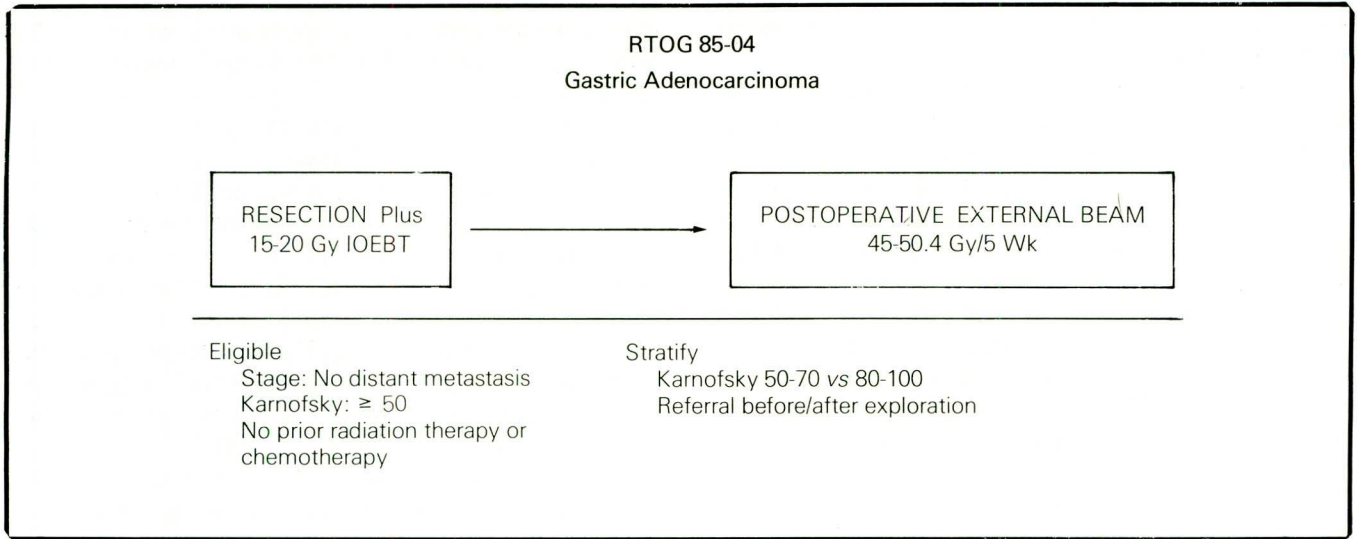 RTOG 85-04
Gastric Adenocarcinoma
RESECTION Plus
15-20 Gy IOEBT
POSTOPERATIVE EXTERNAL BEAM
45-50.4 Gy/5 Wk
Eligible
Stage: No distant metastasis
Karnofsky: ≥ 50
No prior radiation therapy or
chemotherapy
Stratify
Karnofsky 50-70 vs 80-100
Referral before/after exploration